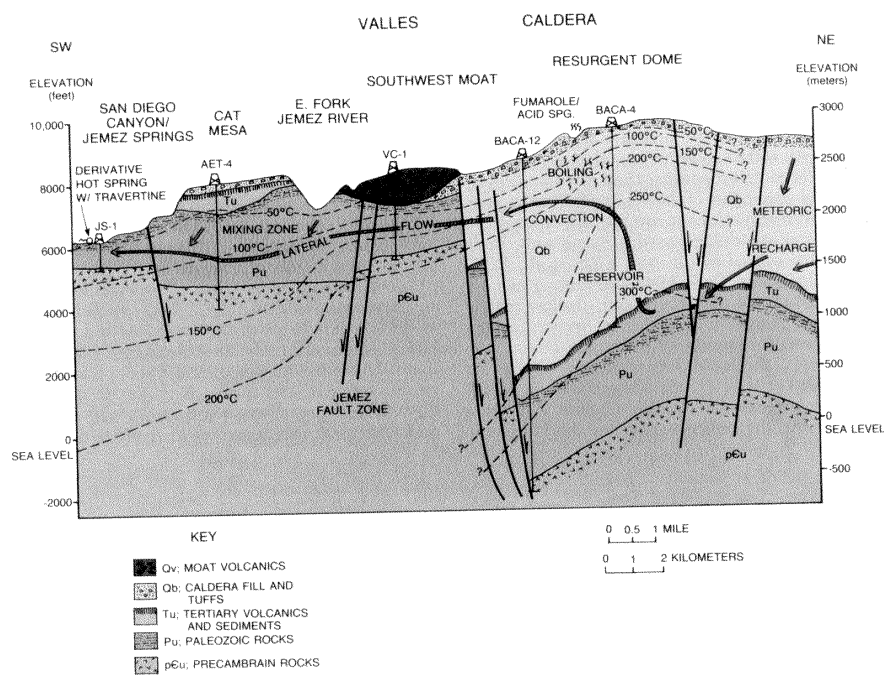 VALLES CALDERA
SW
NE
RESURGENT DOME
SOUTHWEST MOAT
ELEVATION
(feet)
ELEVATION
(meters)
SAN DIEGO
CANYON/
JEMEZ SPRINGS
CAT
MESA
E. FORK
JEMEZ RIVER
FUMAROLE/
ACID SPG.
BACA-4
BACA-12
VC-1
AET-4
JS-1
DERIVATIVE
HOT SPRING
W/ TRAVERTINE
10,000
8000
6000
4000
2000
0
SEA LEVEL
-2000
3000
2500
2000
1500
1000
500
0
SEA LEVEL
-500
50°C
100°C
150°C
200°C
250°C
?
?
?
?
BOILING
Qb
METEORIC
RECHARGE
Tu
50°C
MIXING ZONE
100°C
LATERAL
FLOW
CONVECTION
Qb
RESERVOIR
300°C
?
Tu
Pu
p€u
150°C
200°C
JEMEZ
FAULT ZONE
Pu
Pu
p€u
?
?
KEY
Qv; MOAT VOLCANICS
Qb; CALDERA FILL AND
TUFFS
Tu; TERTIARY VOLCANICS
AND SEDIMENTS
Pu; PALEOZOIC ROCKS
p€u; PRECAMBRAIN ROCKS
0 0.5 1 MILE
0 1 2 KILOMETERS